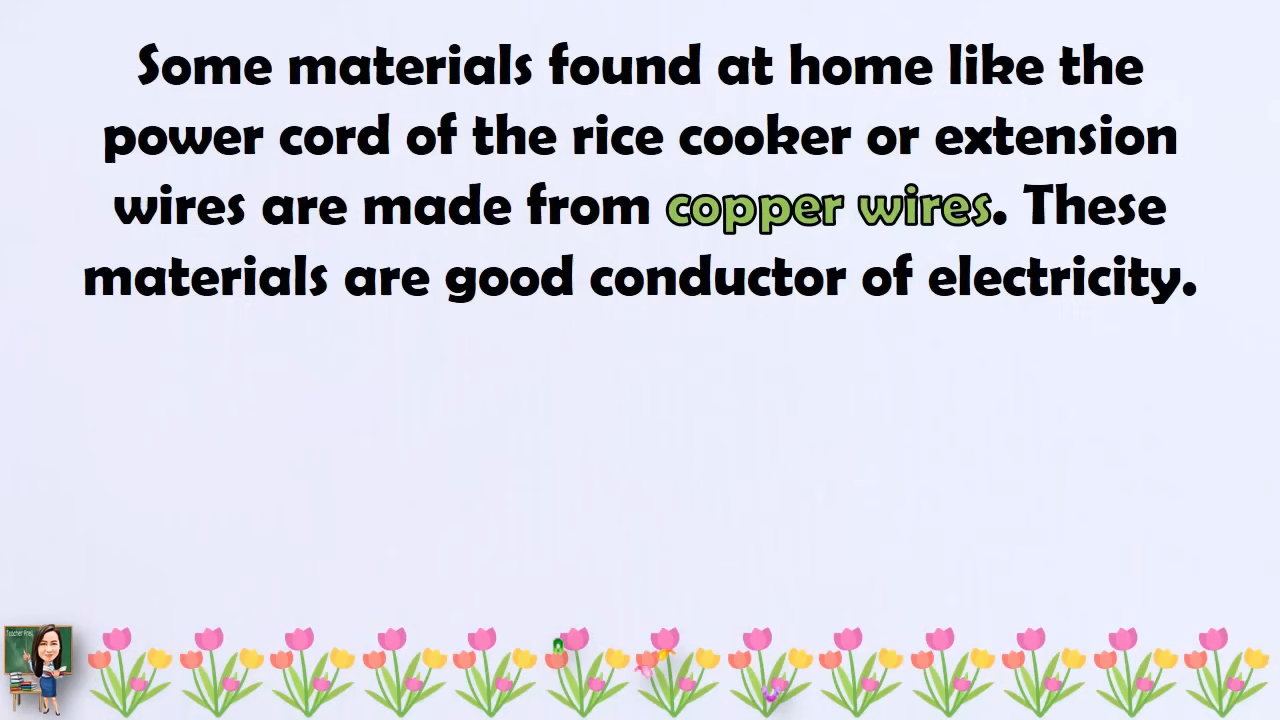 Some materials found at home like the
power cord of the rice cooker or extension
wires are made from copper wires. These
materials are good conductor of electricity.